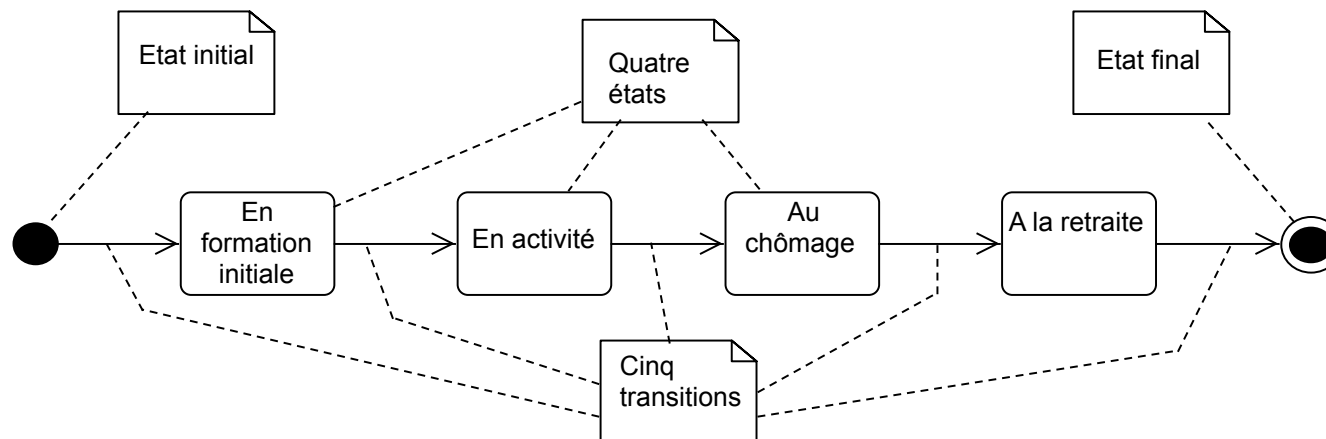 Etat initial
Quatre
états
Etat final
En
formation
initiale
En activité
Au
chômage
A la retraite
Cinq
transitions